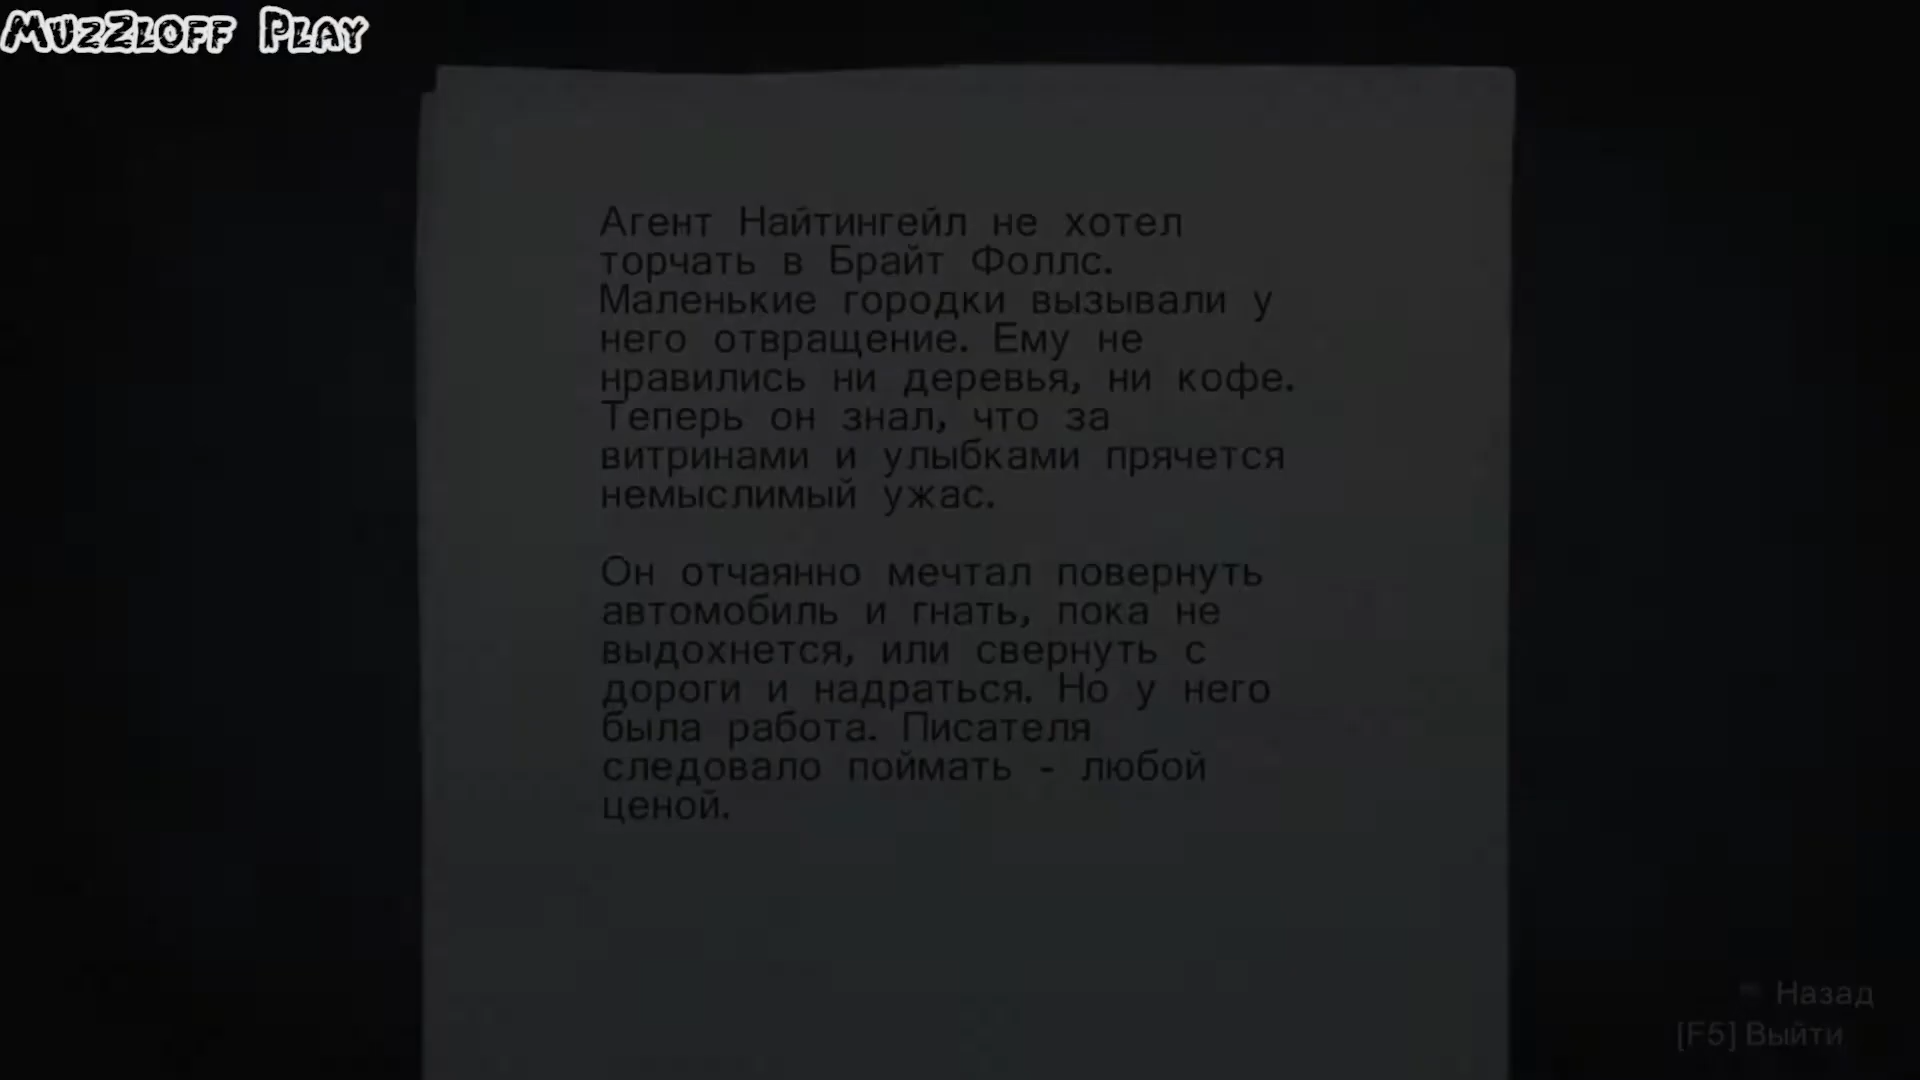 MuzZloff Play
Агент Найтингейл не хотел
торчать в Брайт Фоллс.
Маленькие городки вызывали у
него отвращение. Ему не
нравились ни деревья, ни кофе.
Теперь он знал, что за
витринами и улыбками прячется
немыслимый ужас.
Он отчаянно мечтал повернуть
автомобиль и гнать, пока не
выдохнется, или свернуть с
дороги и надраться. Но у него
была работа. Писателя
следовало поймать - любой
ценой.
Назад
[F5] Выйти